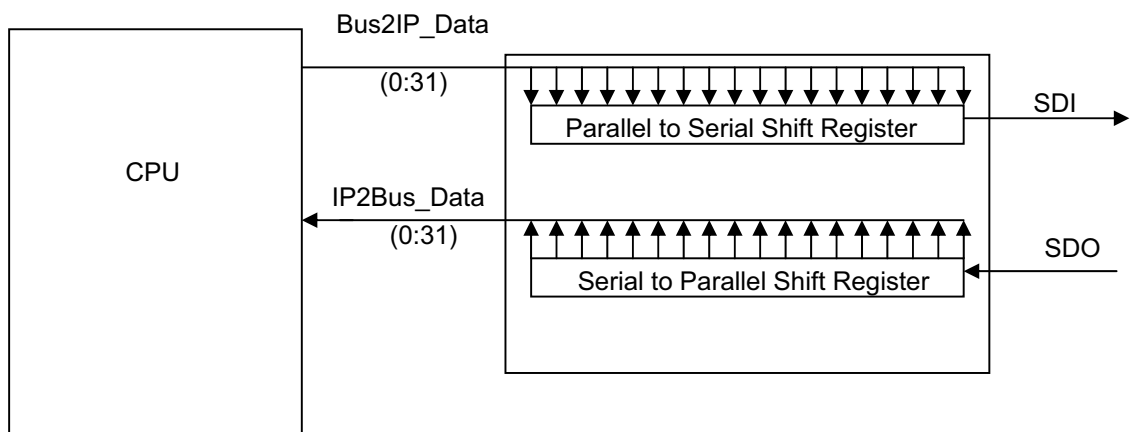 Bus2IP_Data
(0:31)
SDI
Parallel to Serial Shift Register
CPU
IP2Bus_Data
(0:31)
SDO
Serial to Parallel Shift Register